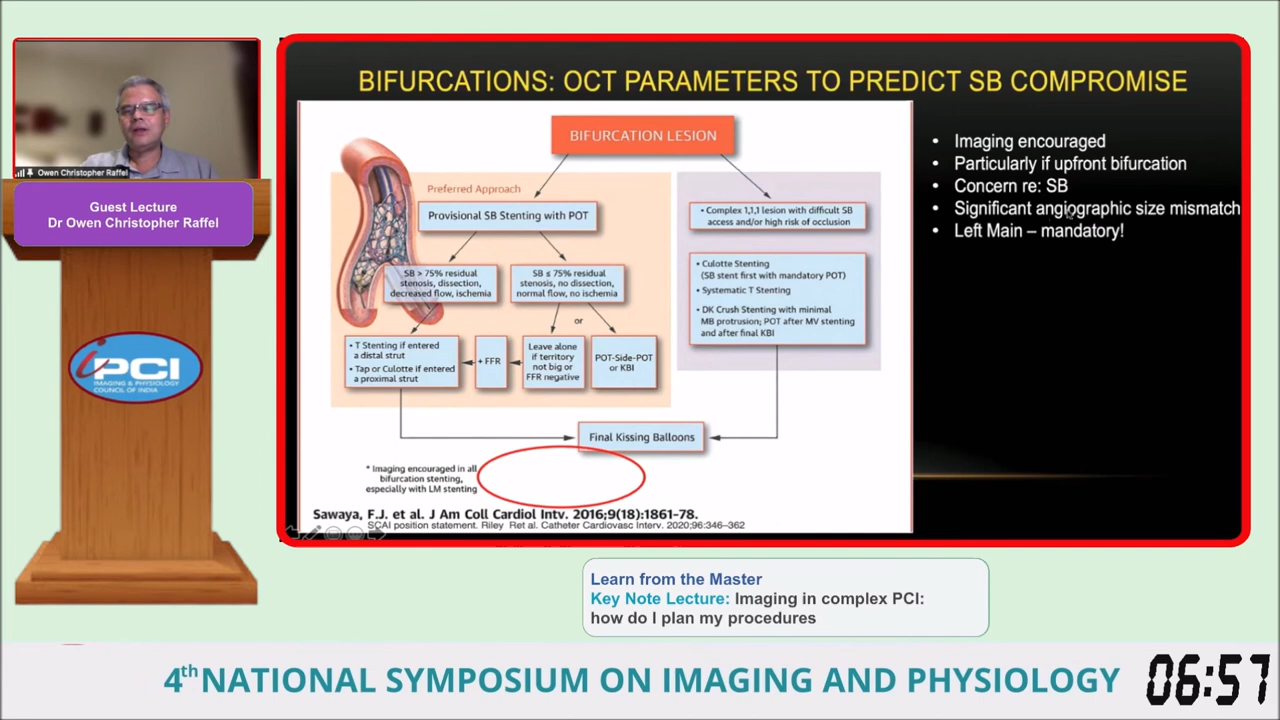 BIFURCATIONS: OCT PARAMETERS TO PREDICT SB COMPROMISE
Owen Christopher Raffel
Guest Lecture
Dr Owen Christopher Raffel
iPCI
IMAGING & PHYSIOLOGY
COUNCIL OF INDIA
BIFURCATION LESION
Preferred Approach
Provisional SB Stenting with POT
SB > 75% residual
stenosis, dissection,
decreased flow, ischemia
SB ≤ 75% residual
stenosis, no dissection,
normal flow, no ischemia
or
• T Stenting if entered
a distal strut
• Tap or Culotte if entered
a proximal strut
+ FFR
Leave alone
if territory
not big or
FFR negative
POT-Side-POT
or KBI
• Complex 1,1,1 lesion with difficult SB
access and/or high risk of occlusion
• Culotte Stenting
(SB stent first with mandatory POT)
• Systematic T Stenting
• DK Crush Stenting with minimal
MB protrusion; POT after MV stenting
and after final KBI
Final Kissing Balloons
* Imaging encouraged in all
bifurcation stenting,
especially with LM stenting
Sawaya, F.J. et al. J Am Coll Cardiol Intv. 2016;9(18):1861-78.
SCAI position statement. Riley Ret al. Catheter Cardiovasc Interv. 2020;96:346–362
• Imaging encouraged
• Particularly if upfront bifurcation
• Concern re: SB
• Significant angiographic size mismatch
• Left Main – mandatory!
Learn from the Master
Key Note Lecture: Imaging in complex PCI:
how do I plan my procedures
4th NATIONAL SYMPOSIUM ON IMAGING AND PHYSIOLOGY
06:57